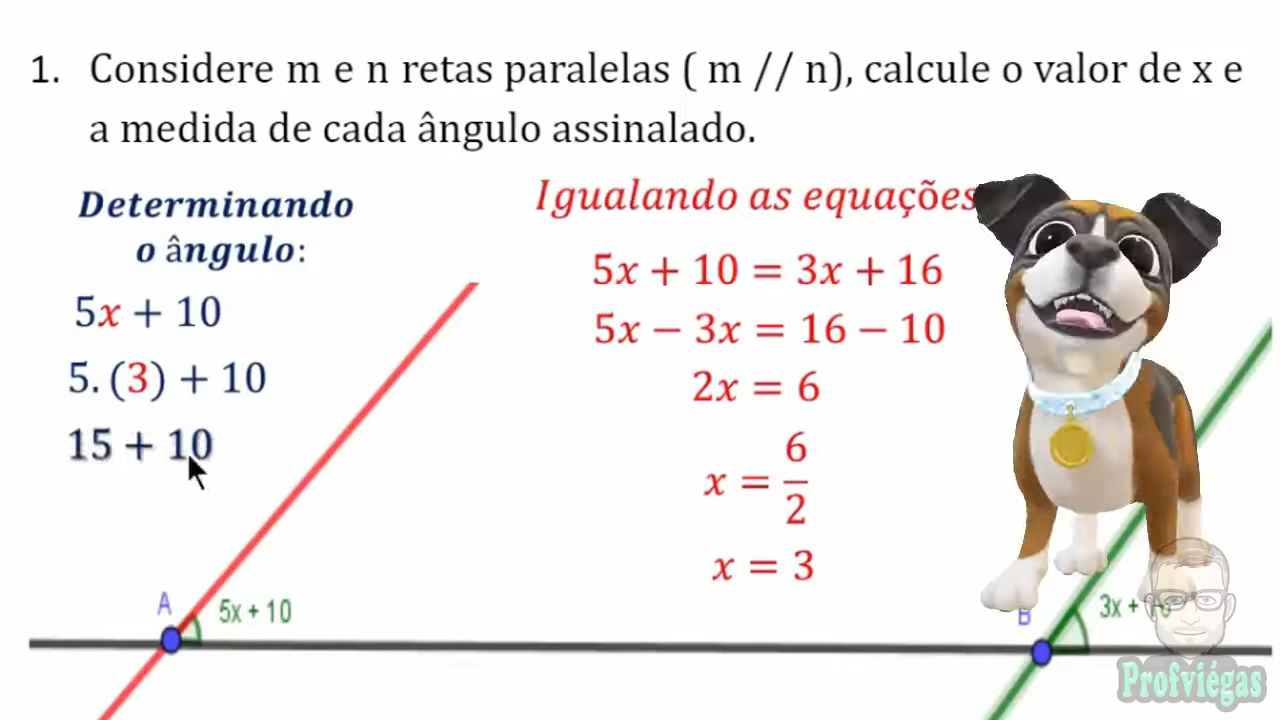 1. Considere m e n retas paralelas ( m // n), calcule o valor de x e
a medida de cada ângulo assinalado.
Determinando
o ângulo:
5x + 10
5.(3) + 10
15 + 10
Igualando as equações
5x + 10 = 3x + 16
5x − 3x = 16 − 10
2x = 6
x = 6/2
x = 3
A
5x + 10
B
3x +
Profviégas